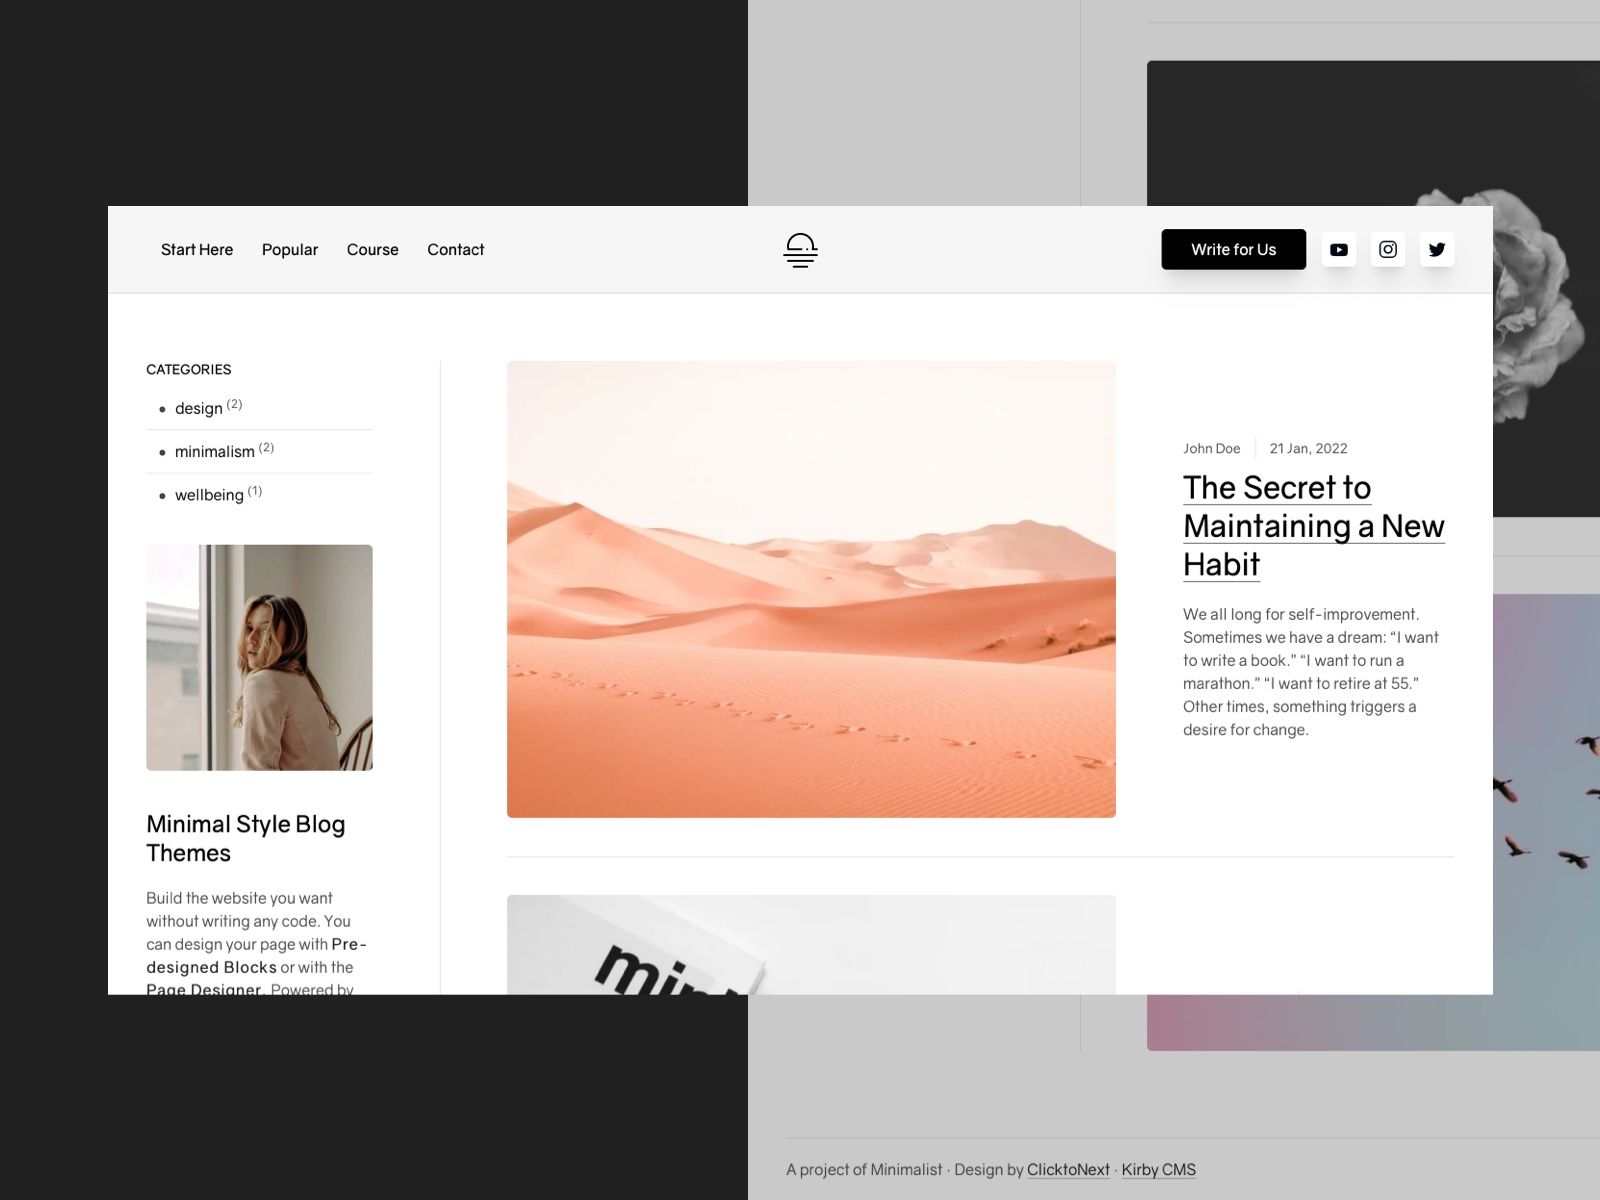 Start Here Popular Course Contact
Write for Us
CATEGORIES
design (2)
minimalism (2)
wellbeing (1)
Minimal Style Blog
Themes
Build the website you want
without writing any code. You
can design your page with Pre-
designed Blocks or with the
Page Designer. Powered by
John Doe 21 Jan, 2022
The Secret to
Maintaining a New
Habit
We all long for self-improvement.
Sometimes we have a dream: “I want
to write a book.” “I want to run a
marathon.” “I want to retire at 55.”
Other times, something triggers a
desire for change.
A project of Minimalist · Design by ClicktoNext · Kirby CMS